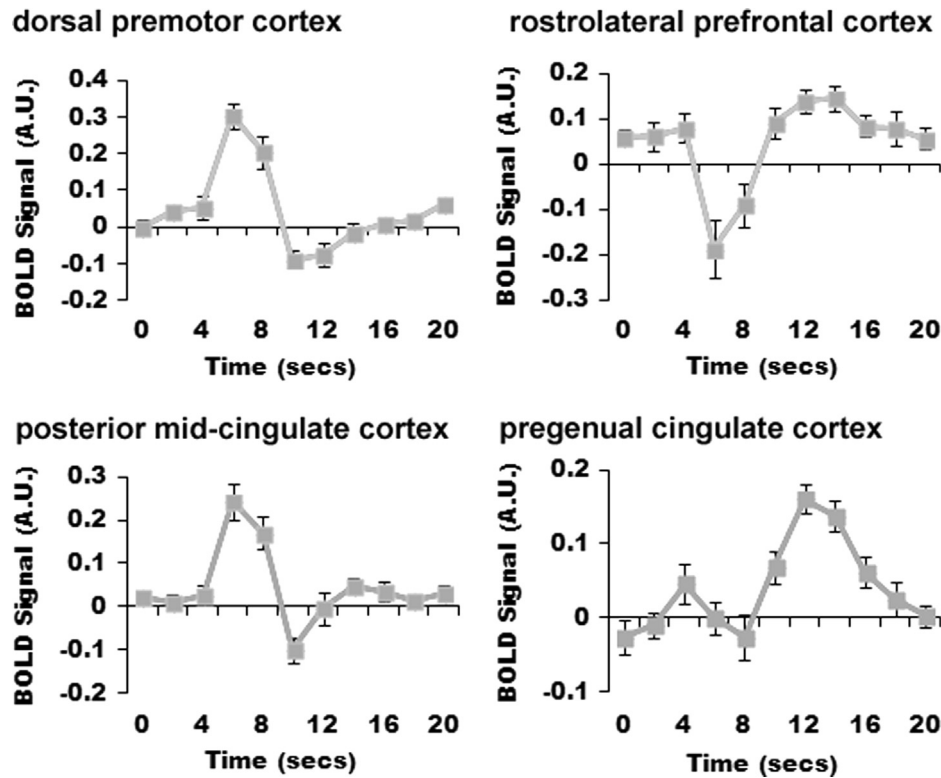 dorsal premotor cortex
BOLD Signal (A.U.)
0.4
0.3
0.2
0.1
0
-0.1
-0.2
0 4 8 12 16 20
Time (secs)
rostrolateral prefrontal cortex
BOLD Signal (A.U.)
0.2
0.1
0
-0.1
-0.2
-0.3
0 4 8 12 16 20
Time (secs)
posterior mid-cingulate cortex
BOLD Signal (A.U.)
0.3
0.2
0.1
0
-0.1
-0.2
0 4 8 12 16 20
Time (secs)
pregenual cingulate cortex
BOLD Signal (A.U.)
0.2
0.1
0
-0.1
0 4 8 12 16 20
Time (secs)